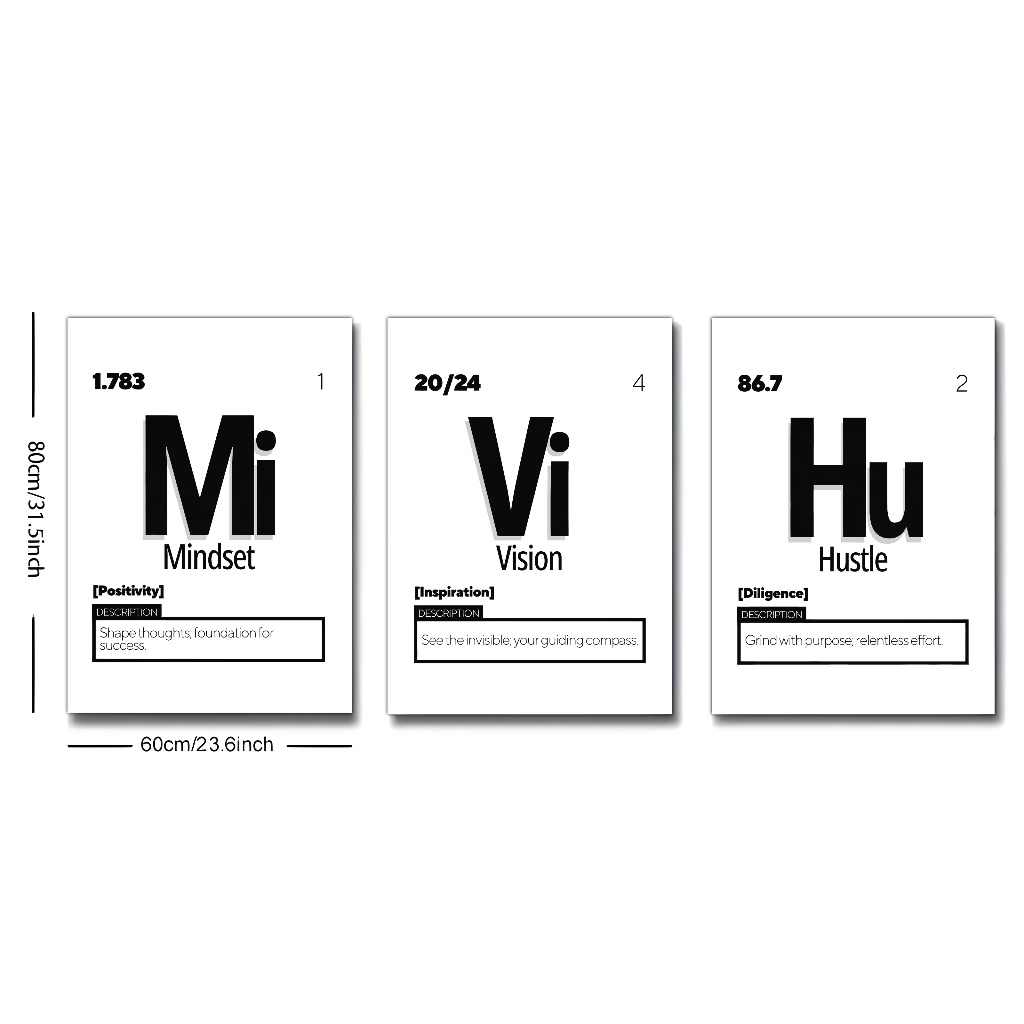 80cm/31.5inch
1.783
1
Mi
Mindset
[Positivity]
DESCRIPTION
Shape thoughts; foundation for
success.
60cm/23.6inch
20/24
4
Vi
Vision
[Inspiration]
DESCRIPTION
See the invisible; your guiding compass.
86.7
2
Hu
Hustle
[Diligence]
DESCRIPTION
Grind with purpose; relentless effort.